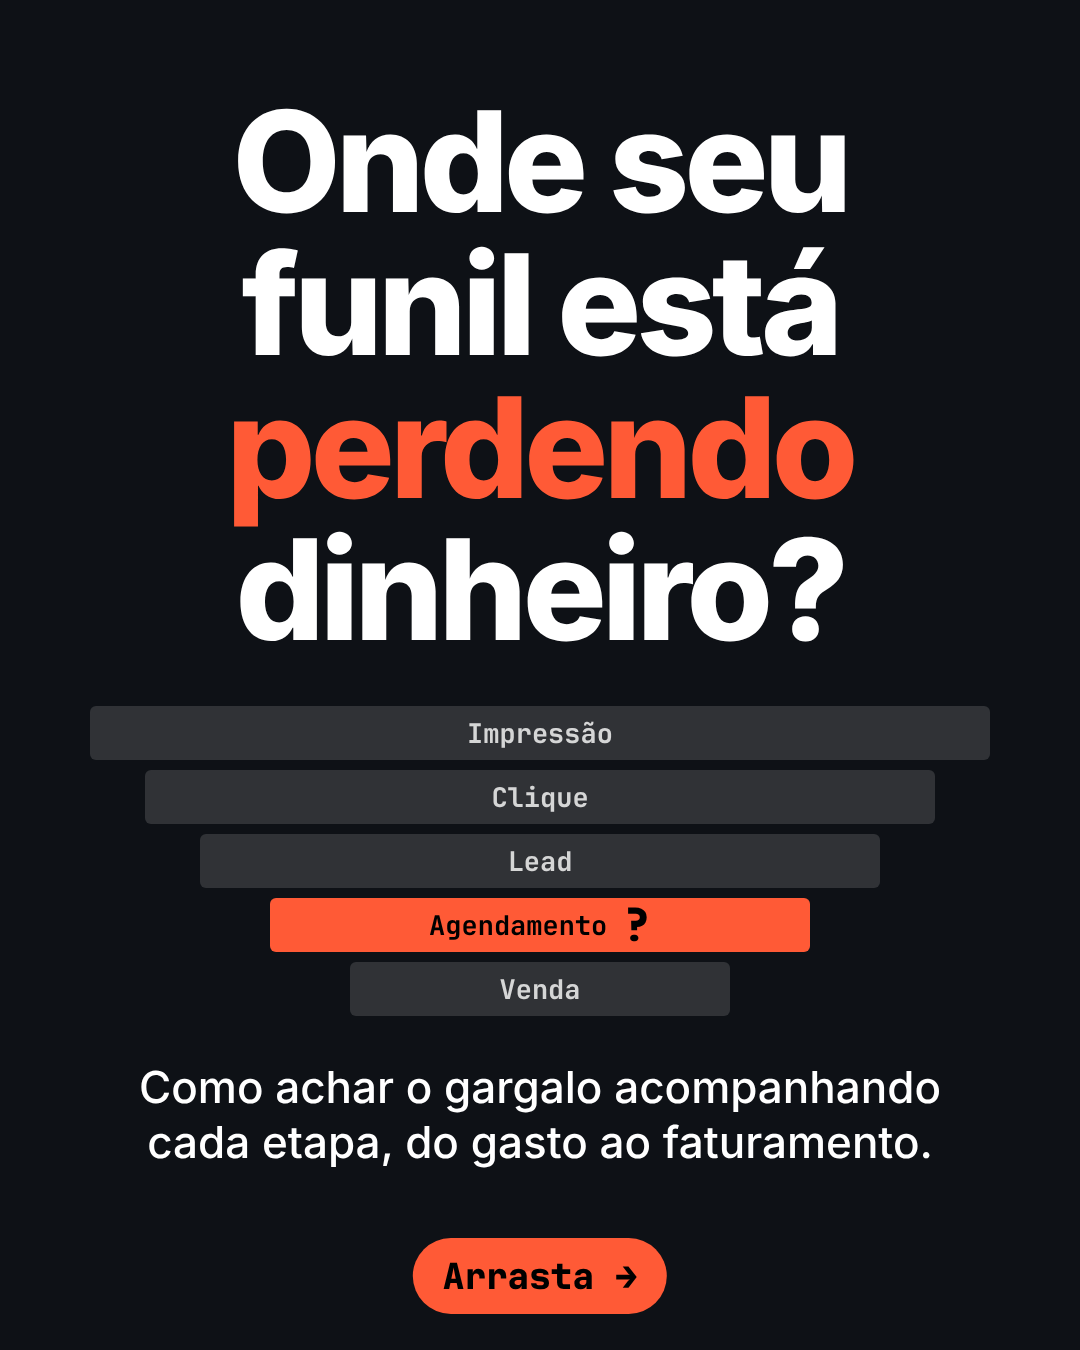 Onde seu
funil está
perdendo
dinheiro?
Impressão
Clique
Lead
Agendamento ?
Venda
Como achar o gargalo acompanhando
cada etapa, do gasto ao faturamento.
Arrasta →